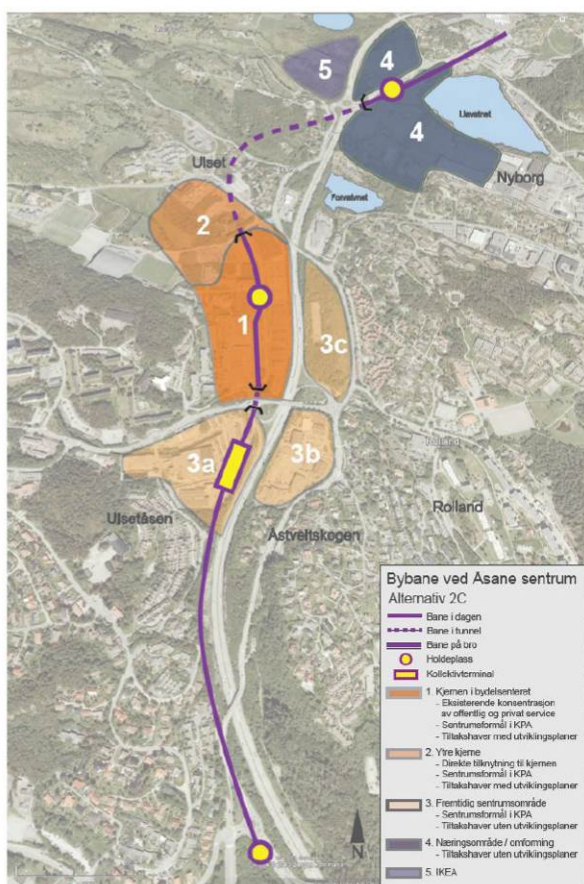 5
4
Liavatnet
4
Ulset
Nyborg
Forvatnet
2
1
3c
3a
3b
Rolland
Ulsetåsen
Åstveitskogen
Rolland
Bybane ved Åsane sentrum
Alternativ 2C
Bane i dagen
Bane i tunnel
Bane på bro
Holdeplass
Kollektivterminal
1. Kjernen i bydelsenteret
- Eksisterende konsentrasjon
av offentlig og privat service
- Sentrumsformål i KPA
- Tiltakshaver med utviklingsplaner
2. Ytre kjerne
- Direkte tilknytning til kjernen
- Sentrumsformål i KPA
- Tiltakshaver med utviklingsplaner
3. Fremtidig sentrumsområde
- Sentrumsformål i KPA
- Tiltakshaver uten utviklingsplaner
4. Næringsområde / omforming
- Tiltakshaver uten utviklingsplaner
5. IKEA
N